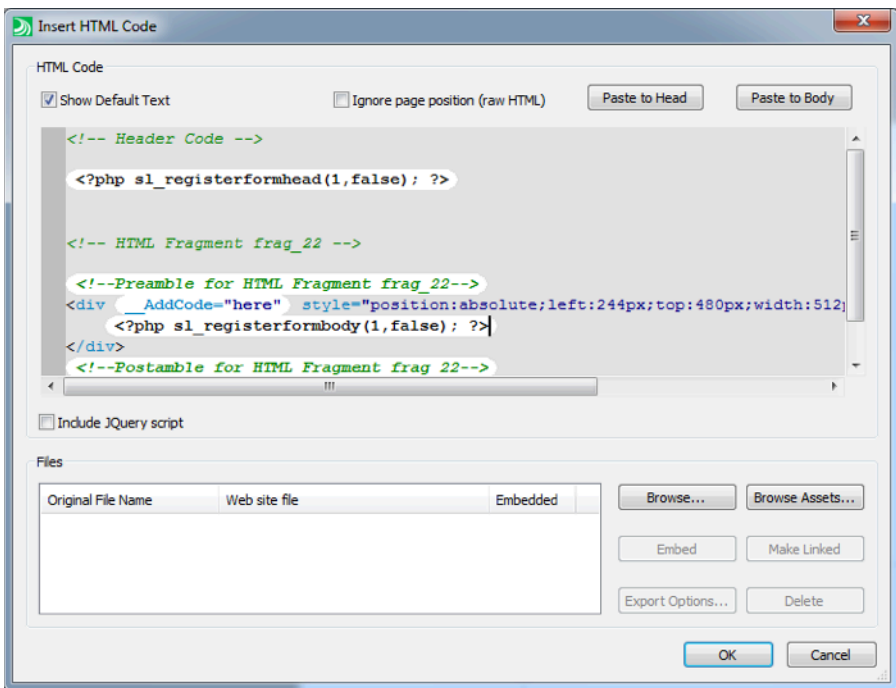 Insert HTML Code
HTML Code
Show Default Text
Ignore page position (raw HTML)
Paste to Head
Paste to Body
<!-- Header Code -->
<?php sl_registerformhead(1,false); ?>
<!-- HTML Fragment frag_22 -->
<!--Preamble for HTML Fragment frag_22-->
<div __AddCode="here" style="position:absolute;left:244px;top:480px;width:512p
<?php sl_registerformbody(1,false); ?>
</div>
<!--Postamble for HTML Fragment frag 22-->
Include JQuery script
Files
Original File Name
Web site file
Embedded
Browse...
Browse Assets...
Embed
Make Linked
Export Options...
Delete
OK
Cancel